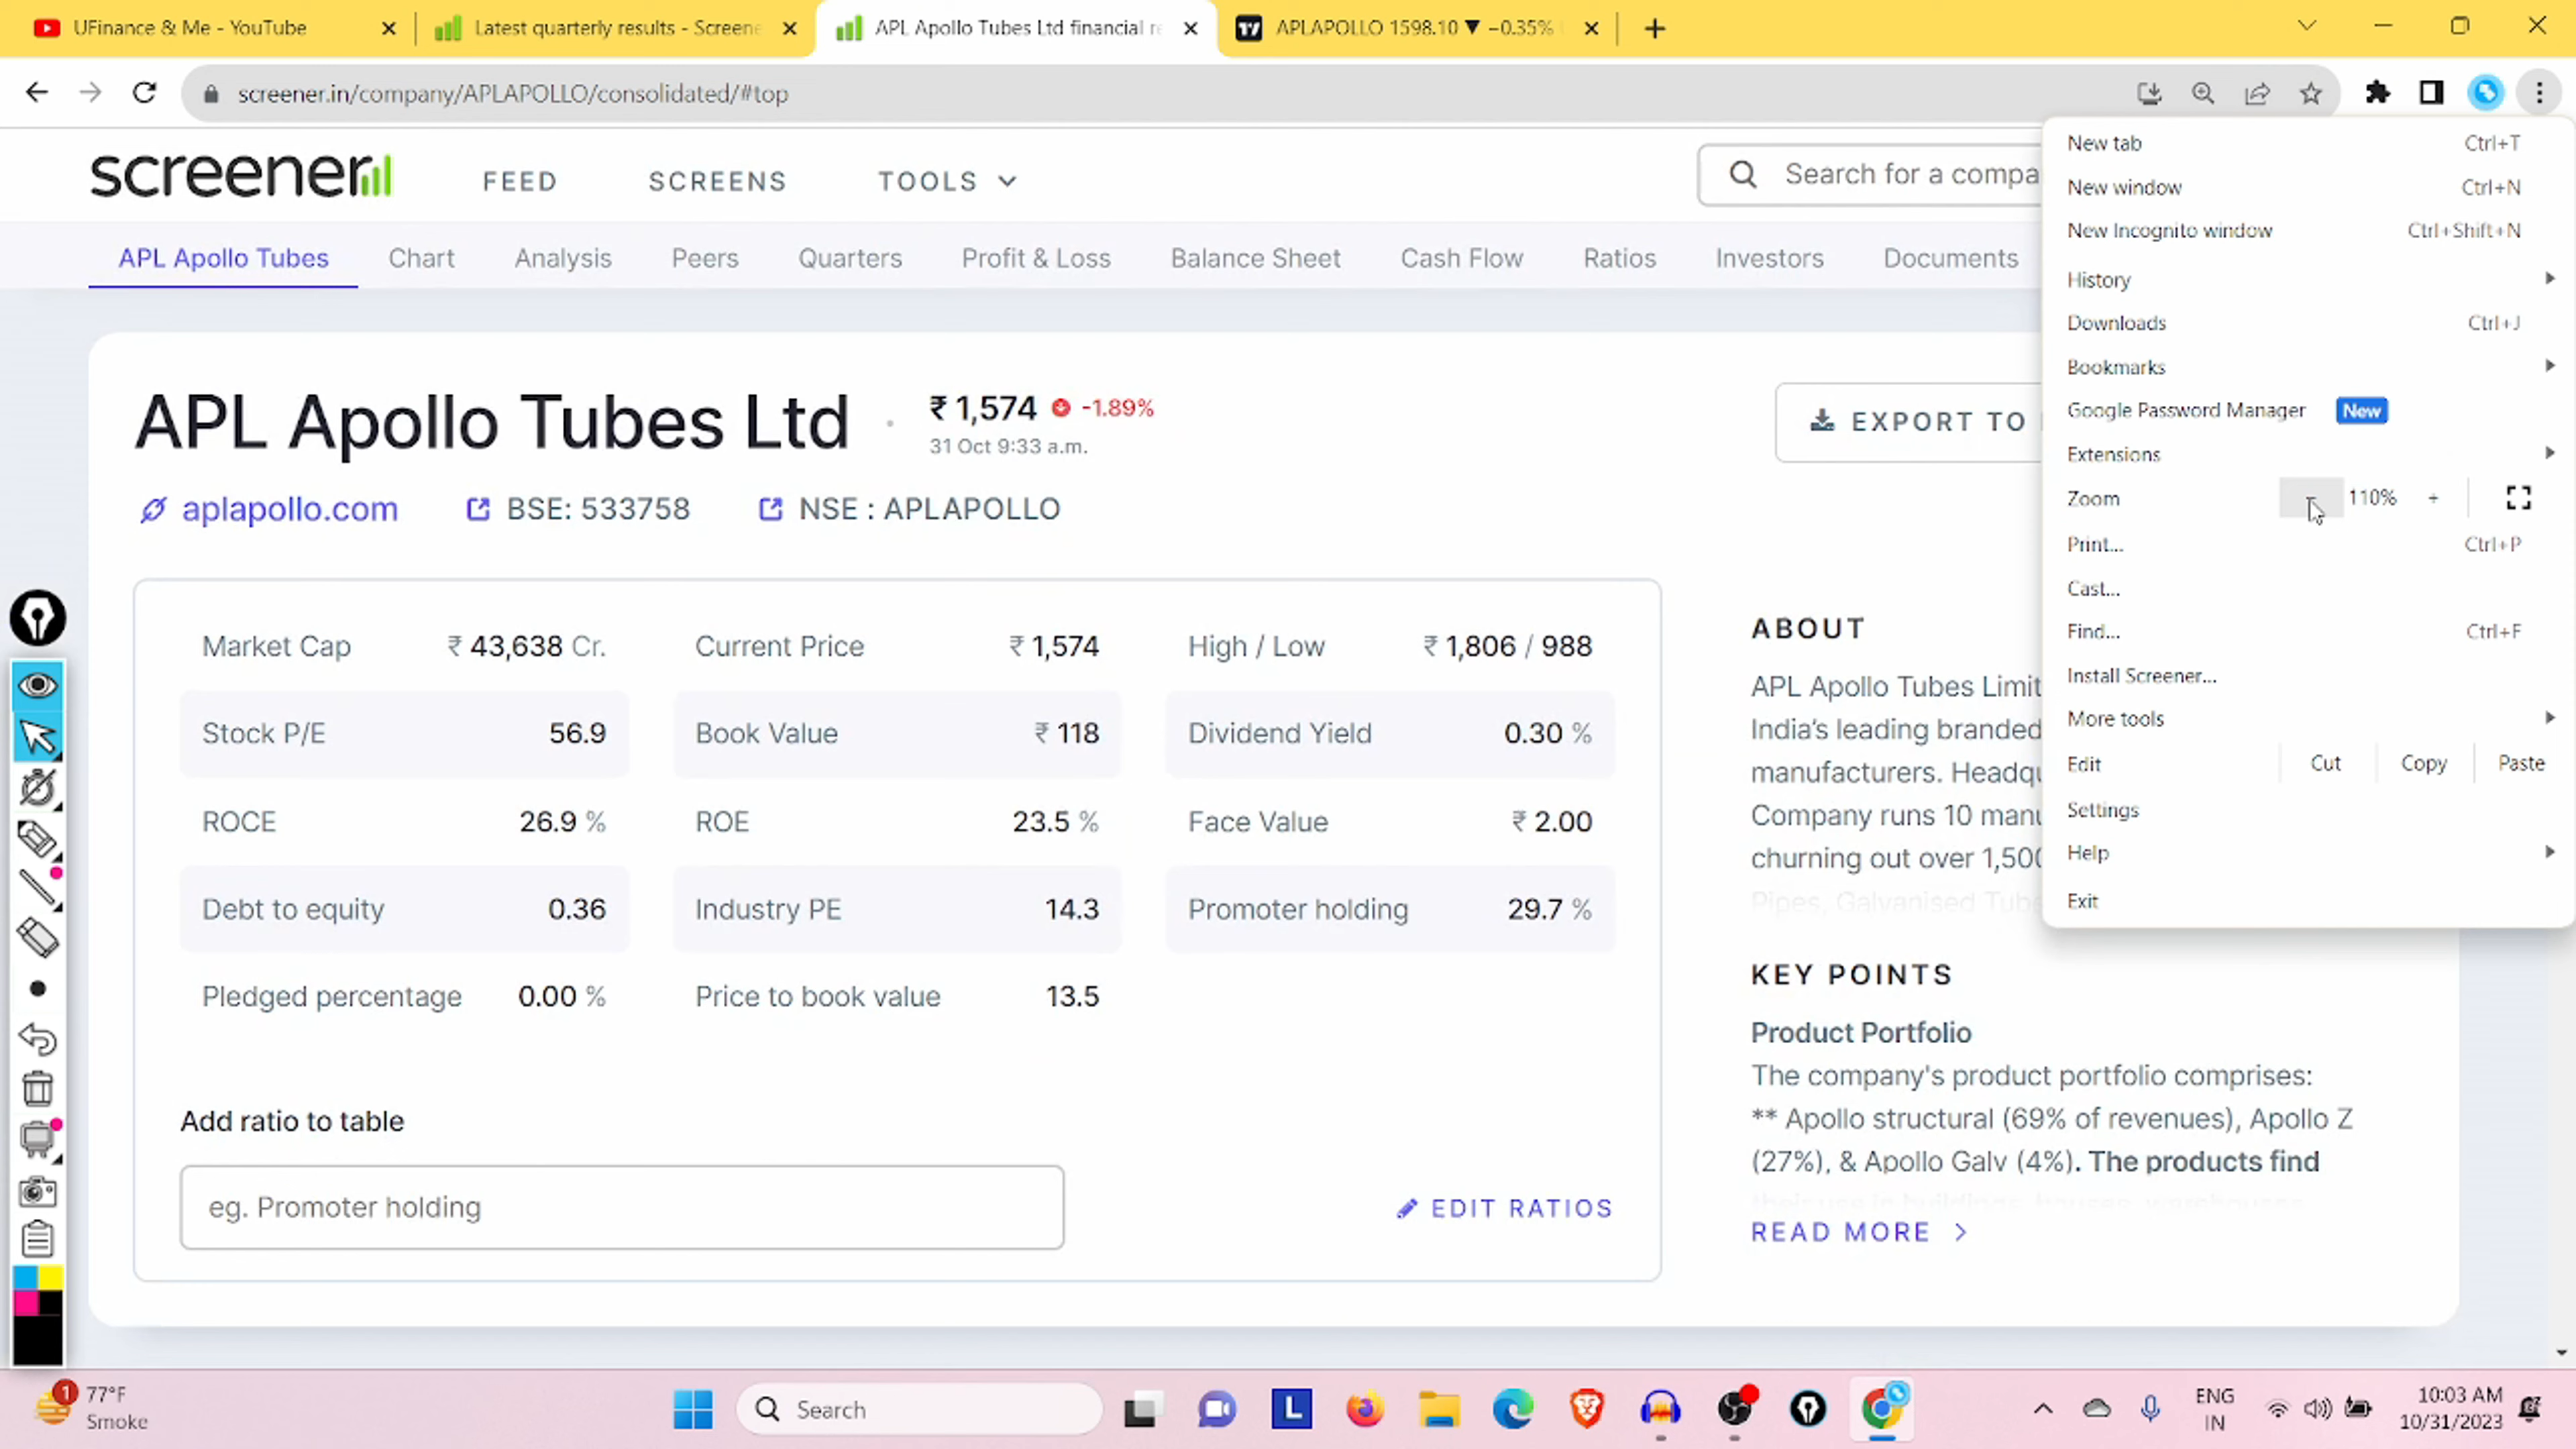 UFinance & Me - YouTube
Latest quarterly results - Screene
APL Apollo Tubes Ltd financial re
APLAPOLLO 1598.10 ▼ −0.35%
screener.in/company/APLAPOLLO/consolidated/#top
screener
FEED
SCREENS
TOOLS
Search for a compa
APL Apollo Tubes
Chart
Analysis
Peers
Quarters
Profit & Loss
Balance Sheet
Cash Flow
Ratios
Investors
Documents
APL Apollo Tubes Ltd
₹ 1,574 -1.89%
31 Oct 9:33 a.m.
EXPORT TO
aplapollo.com
BSE: 533758
NSE : APLAPOLLO
Market Cap ₹ 43,638 Cr.
Current Price ₹ 1,574
High / Low ₹ 1,806 / 988
Stock P/E 56.9
Book Value ₹ 118
Dividend Yield 0.30 %
ROCE 26.9 %
ROE 23.5 %
Face Value ₹ 2.00
Debt to equity 0.36
Industry PE 14.3
Promoter holding 29.7 %
Pledged percentage 0.00 %
Price to book value 13.5
Add ratio to table
eg. Promoter holding
EDIT RATIOS
ABOUT
APL Apollo Tubes Limit
India's leading branded
manufacturers. Headqu
Company runs 10 manu
churning out over 1,500
Pipes, Galvanised Tube
KEY POINTS
Product Portfolio
The company's product portfolio comprises:
** Apollo structural (69% of revenues), Apollo Z
(27%), & Apollo Galv (4%). The products find
READ MORE
New tab Ctrl+T
New window Ctrl+N
New Incognito window Ctrl+Shift+N
History
Downloads Ctrl+J
Bookmarks
Google Password Manager New
Extensions
Zoom - 110% +
Print... Ctrl+P
Cast...
Find... Ctrl+F
Install Screener...
More tools
Edit Cut Copy Paste
Settings
Help
Exit
1
77°F
Smoke
Search
L
ENG
IN
10:03 AM
10/31/2023